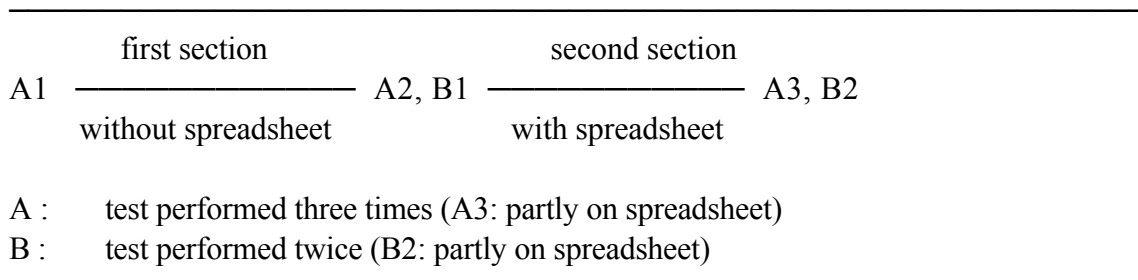 first section second section
A1 A2, B1 A3, B2
without spreadsheet with spreadsheet
A : test performed three times (A3: partly on spreadsheet)
B : test performed twice (B2: partly on spreadsheet)